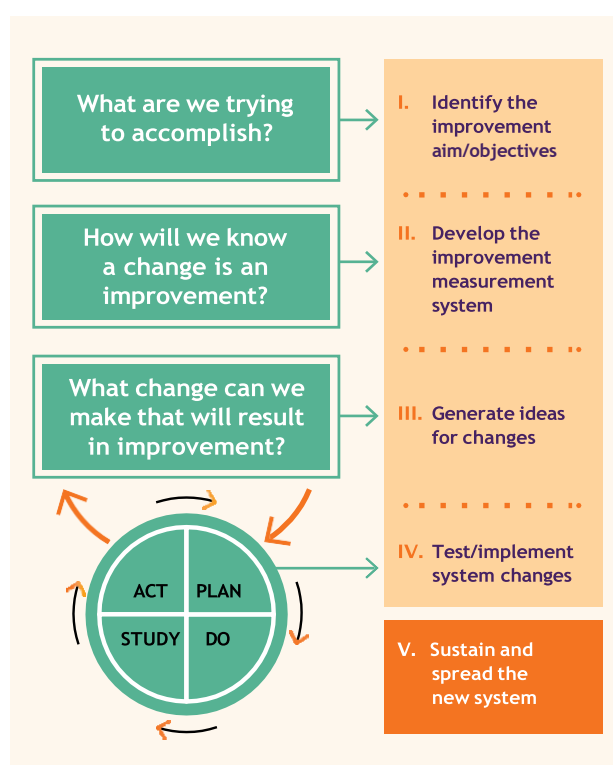 What are we trying
to accomplish?
I. Identify the
improvement
aim/objectives
How will we know
a change is an
improvement?
II. Develop the
improvement
measurement
system
What change can we
make that will result
in improvement?
III. Generate ideas
for changes
ACT PLAN
STUDY DO
IV. Test/implement
system changes
V. Sustain and
spread the
new system